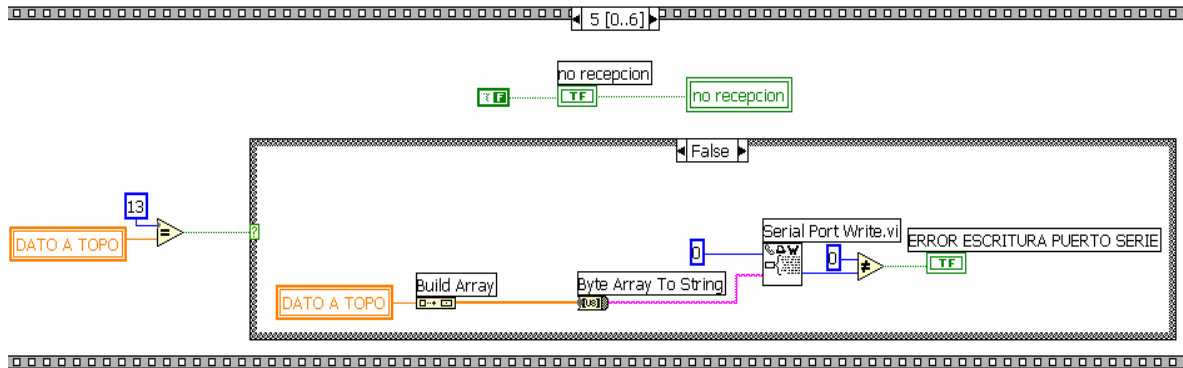 5 [0..6]
no recepcion
F
TF
no recepcion
False
13
=
?
DATO A TOPO
Serial Port Write.vi
ERROR ESCRITURA PUERTO SERIE
0
0
≠
TF
Build Array
Byte Array To String
DATO A TOPO
[U8]